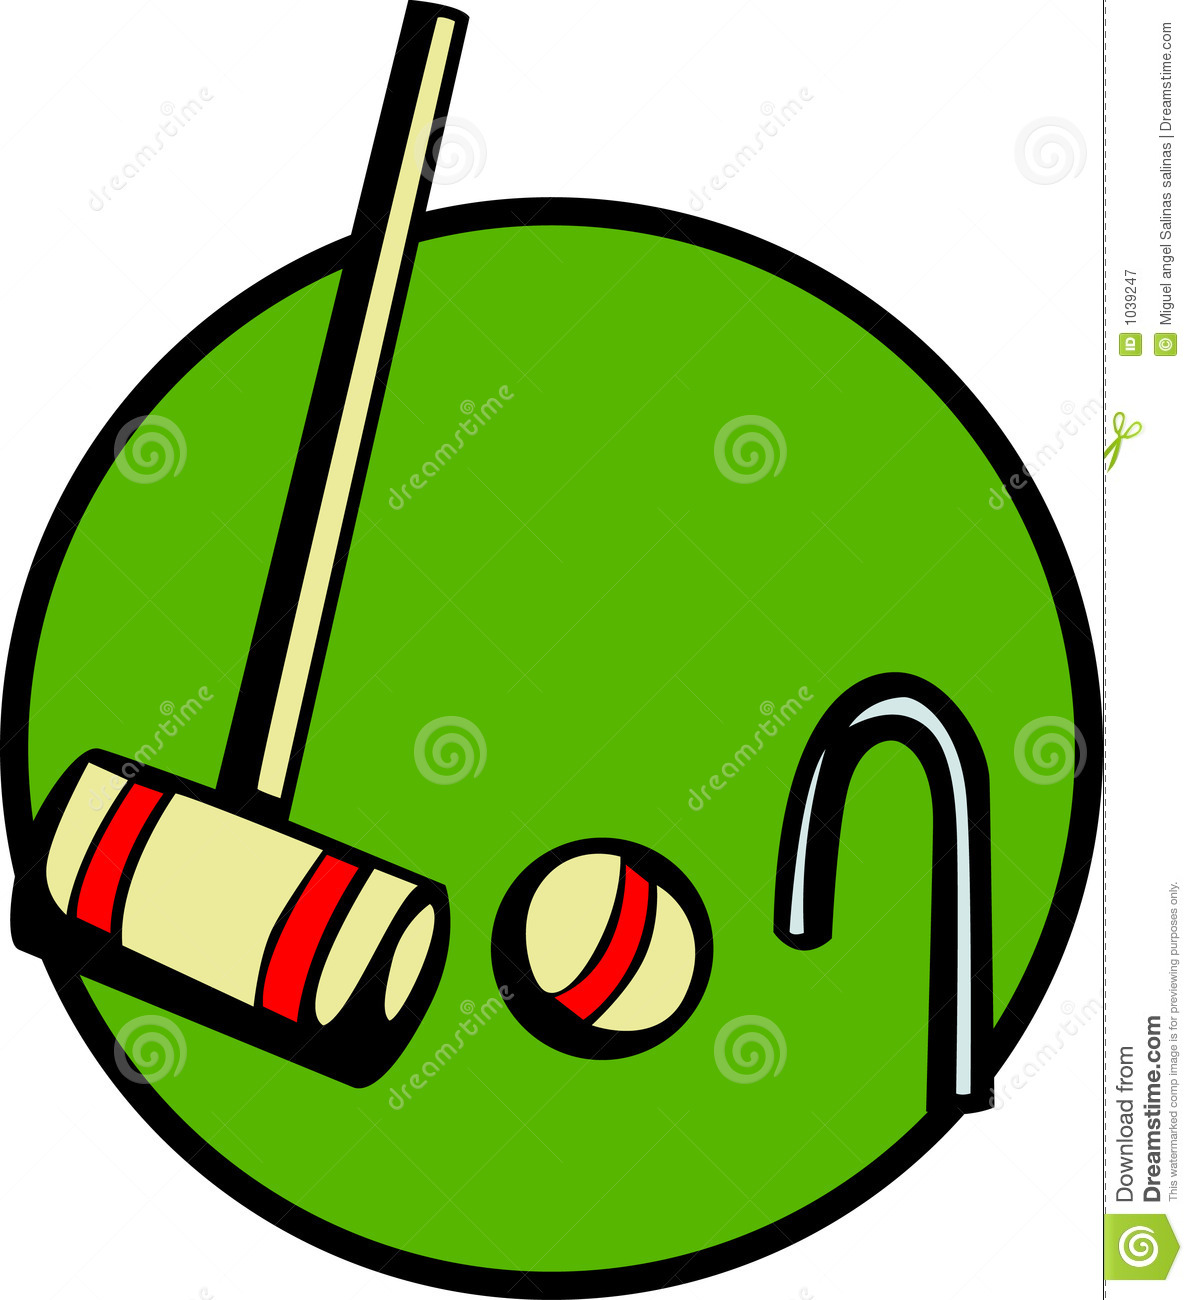 dreamstime
dreamstime
dreamstime
dreamstime
dreamstime
dreamstime
dreamstime
dreamstime
ID 1039247
© Miguel angel Salinas salinas | Dreamstime.com
Download from
Dreamstime.com
This watermarked comp image is for previewing purposes only.